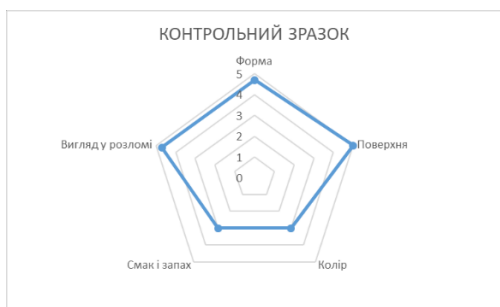 КОНТРОЛЬНИЙ ЗРАЗОК
Форма
5
4
3
2
1
0
Вигляд у розломі
Поверхня
Смак і запах
Колір